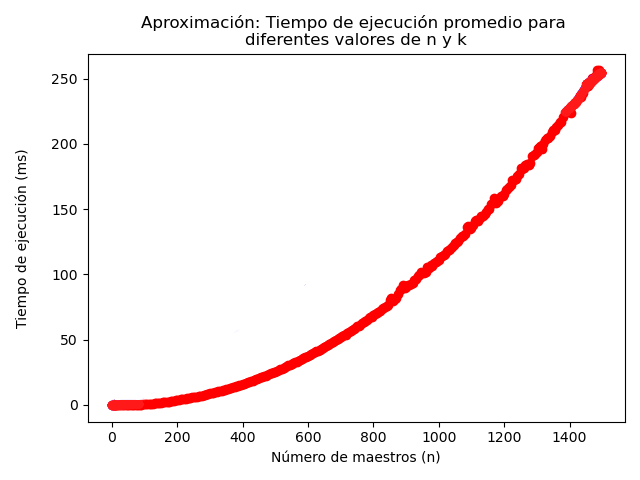 Aproximación: Tiempo de ejecución promedio para
diferentes valores de n y k
250
200
150
100
50
0
Tiempo de ejecución (ms)
0 200 400 600 800 1000 1200 1400
Número de maestros (n)